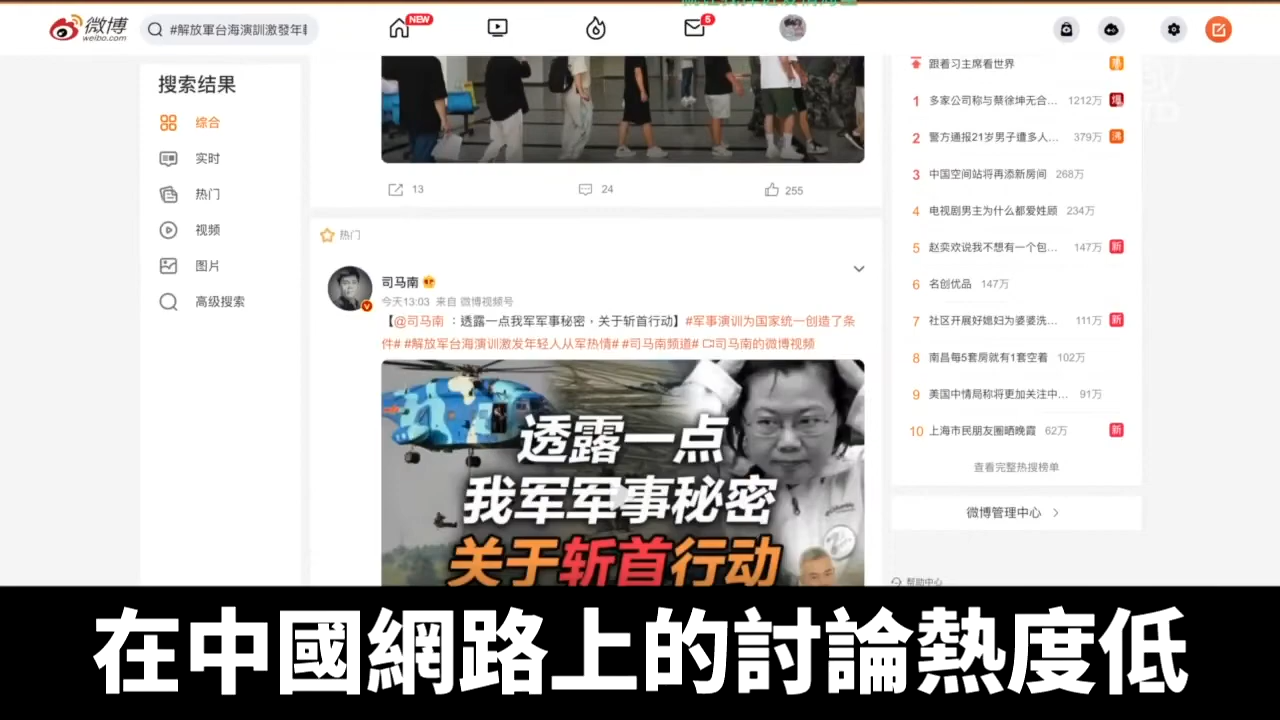 微博
weibo.com
#解放軍台海演訓激發年
NEW
5
搜索结果
综合
实时
热门
视频
图片
高级搜索
13
24
255
热门
司马南
今天13:03 来自 微博视频号
【@司马南 ：透露一点我军军事秘密，关于斩首行动】#军事演训为国家统一创造了条
件# #解放军台海演训激发年轻人从军热情# #司马南频道# 司马南的微博视频
透露一点
我军军事秘密
关于斩首行动
跟着习主席看世界
1 多家公司称与蔡徐坤无合... 1212万 爆
2 警方通报21岁男子遭多人... 379万 沸
3 中国空间站将再添新房间 268万
4 电视剧男主为什么都爱姓顾 234万
5 赵奕欢说我不想有一个包... 147万 新
6 名创优品 147万
7 社区开展好媳妇为婆婆洗... 111万 新
8 南昌每5套房就有1套空着 102万
9 美国中情局称将更加关注中... 91万
10 上海市民朋友圈晒晚霞 62万 新
查看完整热搜榜单
微博管理中心
帮助中心
在中國網路上的討論熱度低